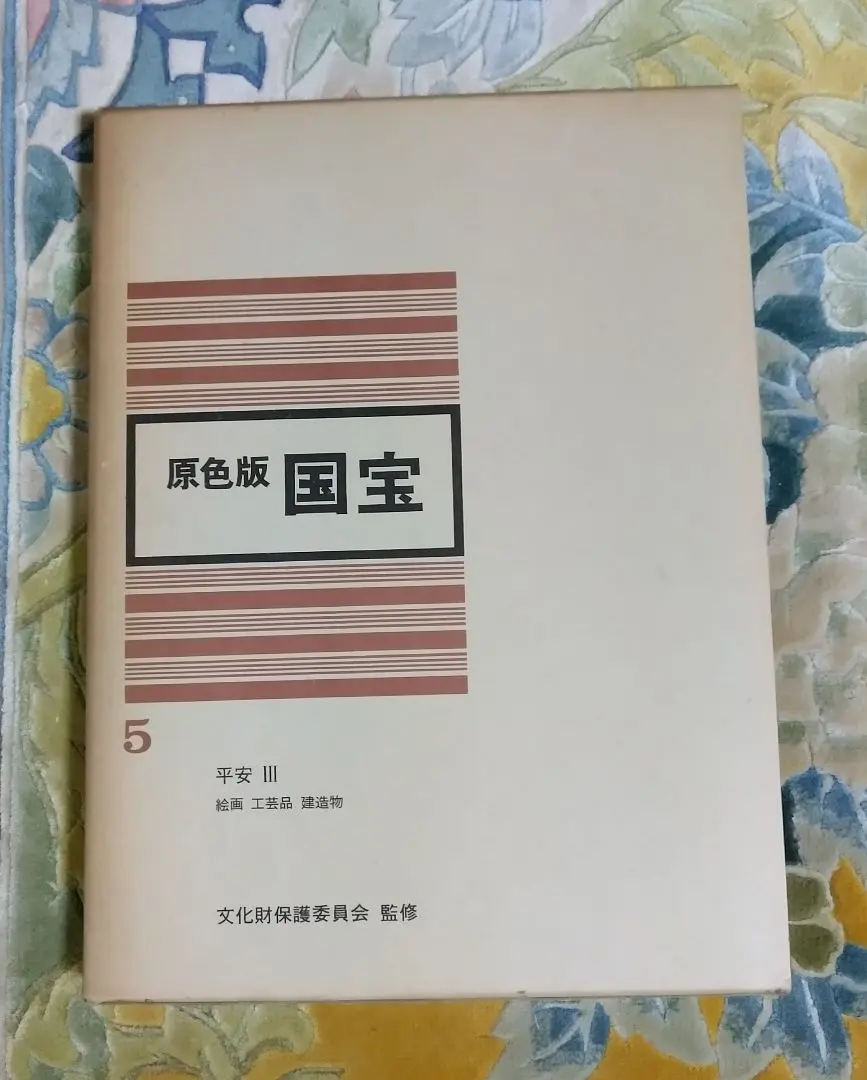 原色版 国宝
5
平安 III
絵画 工芸品 建造物
文化財保護委員会 監修